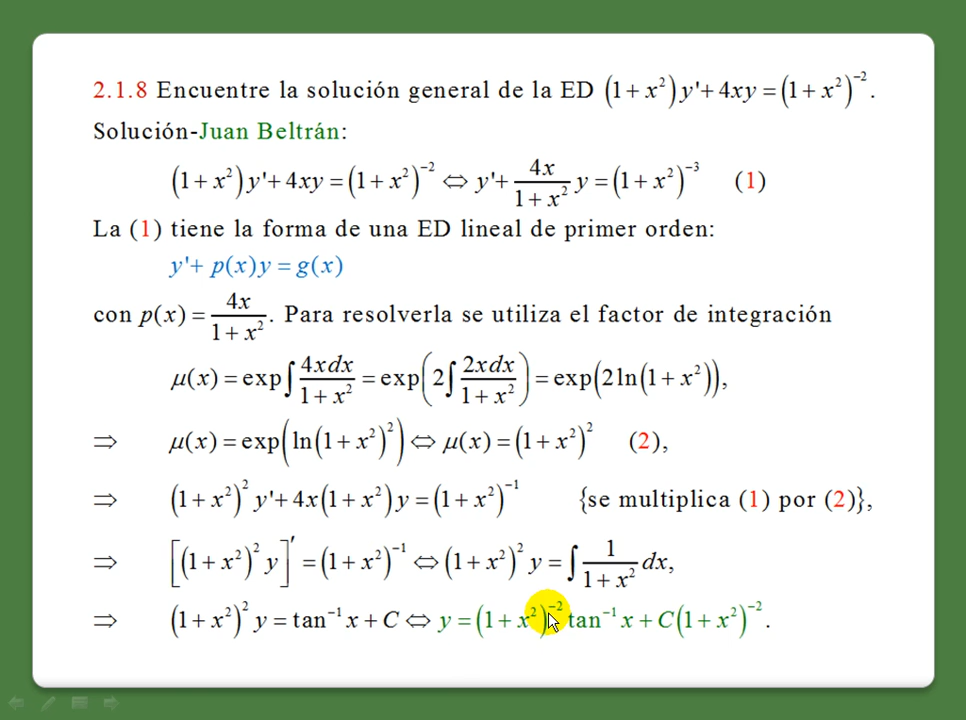 2.1.8 Encuentre la solución general de la ED (1 + x²)y'+ 4xy = (1 + x²)⁻².
Solución-Juan Beltrán:
(1 + x²)y'+ 4xy = (1 + x²)⁻² ⇔ y'+ 4x/(1 + x²) y = (1 + x²)⁻³ (1)
La (1) tiene la forma de una ED lineal de primer orden:
y'+ p(x)y = g(x)
con p(x) = 4x/(1 + x²). Para resolverla se utiliza el factor de integración
μ(x) = exp∫ 4xdx/(1 + x²) = exp(2∫ 2xdx/(1 + x²)) = exp(2ln(1 + x²)),
⇒ μ(x) = exp(ln(1 + x²)²) ⇔ μ(x) = (1 + x²)² (2),
⇒ (1 + x²)² y'+ 4x(1 + x²)y = (1 + x²)⁻¹ {se multiplica (1) por (2)},
⇒ [(1 + x²)² y]′ = (1 + x²)⁻¹ ⇔ (1 + x²)² y = ∫ 1/(1 + x²) dx,
⇒ (1 + x²)² y = tan⁻¹ x + C ⇔ y = (1 + x²)⁻² tan⁻¹ x + C(1 + x²)⁻².